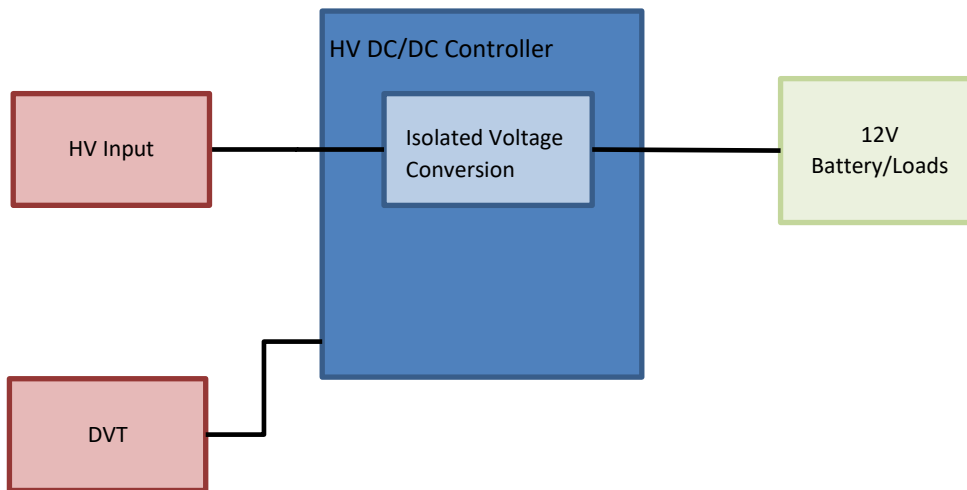 HV DC/DC Controller
HV Input
Isolated Voltage
Conversion
12V
Battery/Loads
DVT